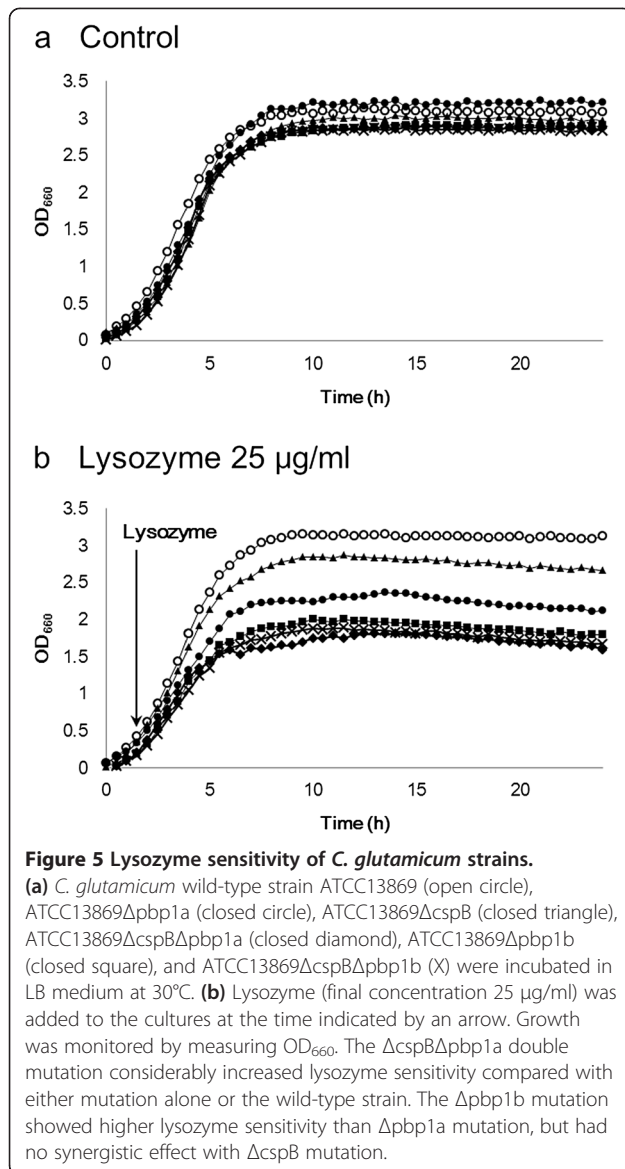 a Control
3.5
3
2.5
2
1.5
1
0.5
0
OD660
0 5 10 15 20
Time (h)
b Lysozyme 25 µg/ml
3.5
3
2.5
2
1.5
1
0.5
0
OD660
Lysozyme
0 5 10 15 20
Time (h)
Figure 5 Lysozyme sensitivity of C. glutamicum strains.
(a) C. glutamicum wild-type strain ATCC13869 (open circle),
ATCC13869Δpbp1a (closed circle), ATCC13869ΔcspB (closed triangle),
ATCC13869ΔcspBΔpbp1a (closed diamond), ATCC13869Δpbp1b
(closed square), and ATCC13869ΔcspBΔpbp1b (X) were incubated in
LB medium at 30°C. (b) Lysozyme (final concentration 25 µg/ml) was
added to the cultures at the time indicated by an arrow. Growth
was monitored by measuring OD660. The ΔcspBΔpbp1a double
mutation considerably increased lysozyme sensitivity compared with
either mutation alone or the wild-type strain. The Δpbp1b mutation
showed higher lysozyme sensitivity than Δpbp1a mutation, but had
no synergistic effect with ΔcspB mutation.